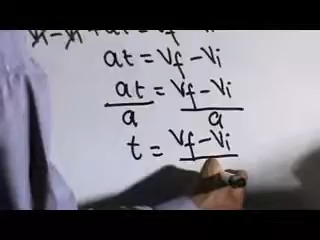 at = Vf - Vi
at/a = Vf - Vi/a
t = Vf - Vi